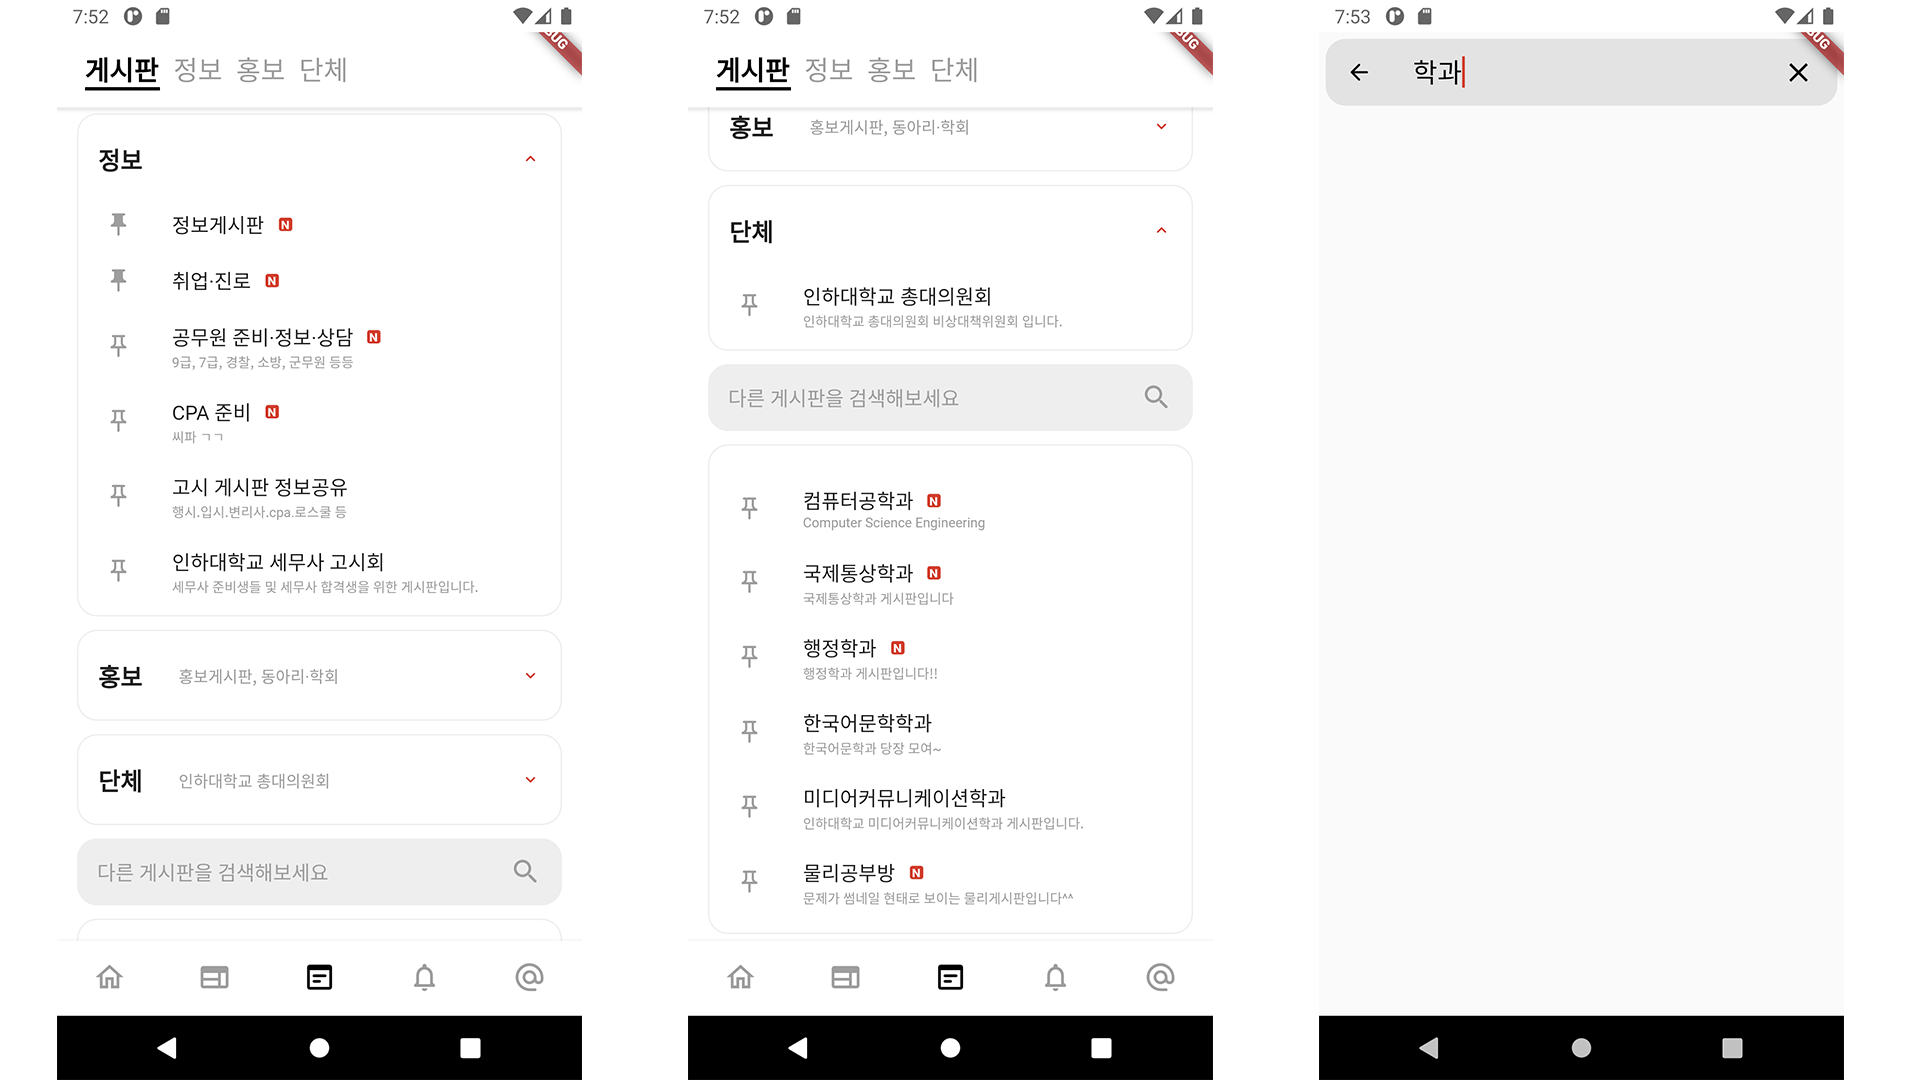 7:52
UG
게시판 정보 홍보 단체
정보
정보게시판 N
취업·진로 N
공무원 준비·정보·상담 N
9급, 7급, 경찰, 소방, 군무원 등등
CPA 준비 N
씨파 ㄱㄱ
고시 게시판 정보공유
행시.입시.변리사.cpa.로스쿨 등
인하대학교 세무사 고시회
세무사 준비생들 및 세무사 합격생을 위한 게시판입니다.
홍보 홍보게시판, 동아리·학회
단체 인하대학교 총대의원회
다른 게시판을 검색해보세요
7:52
UG
게시판 정보 홍보 단체
홍보 홍보게시판, 동아리·학회
단체
인하대학교 총대의원회
인하대학교 총대의원회 비상대책위원회 입니다.
다른 게시판을 검색해보세요
컴퓨터공학과 N
Computer Science Engineering
국제통상학과 N
국제통상학과 게시판입니다
행정학과 N
행정학과 게시판입니다!!
한국어문학학과
한국어문학과 당장 모여~
미디어커뮤니케이션학과
인하대학교 미디어커뮤니케이션학과 게시판입니다.
물리공부방 N
문제가 썸네일 형태로 보이는 물리게시판입니다^^
7:53
UG
학과